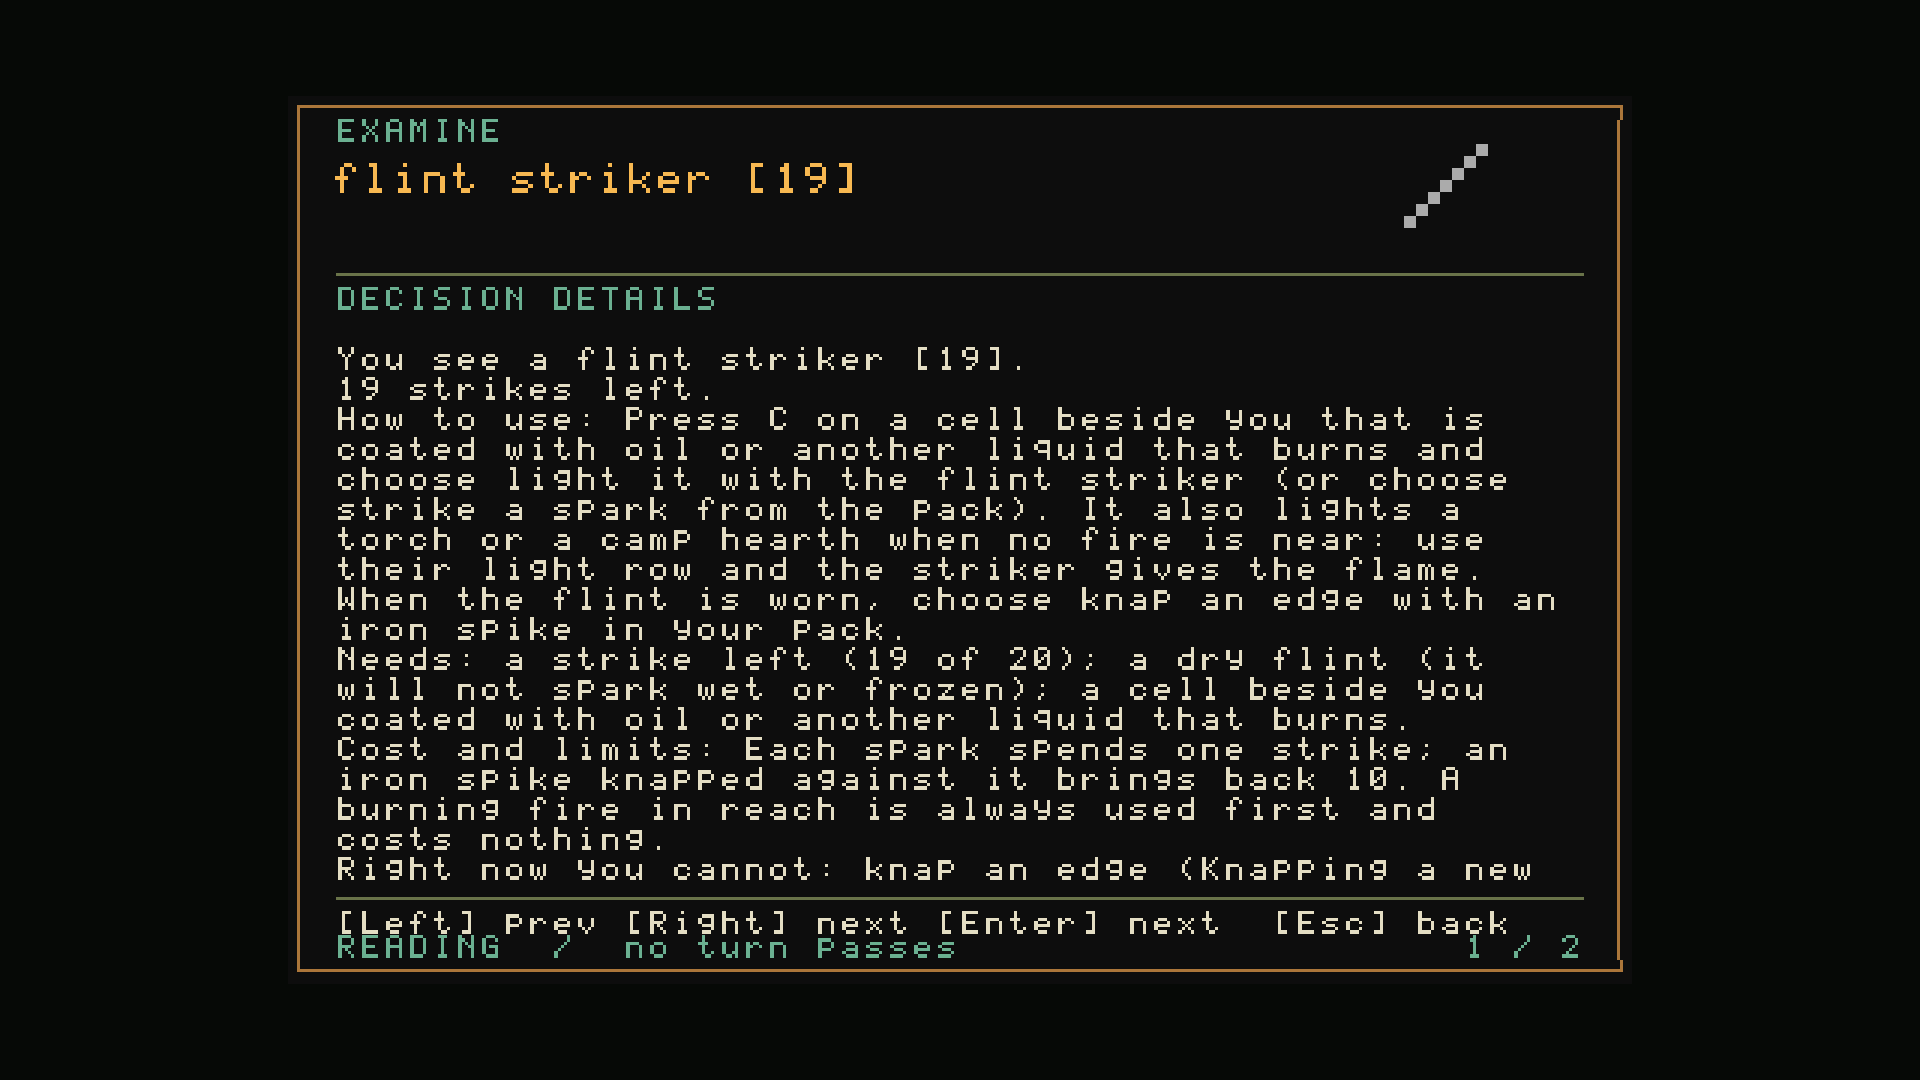 EXAMINE
flint striker [19]
DECISION DETAILS
You see a flint striker [19].
19 strikes left.
How to use: Press C on a cell beside you that is
coated with oil or another liquid that burns and
choose light it with the flint striker (or choose
strike a spark from the pack). It also lights a
torch or a camp hearth when no fire is near: use
their light row and the striker gives the flame.
When the flint is worn, choose knap an edge with an
iron spike in your pack.
Needs: a strike left (19 of 20); a dry flint (it
will not spark wet or frozen); a cell beside you
coated with oil or another liquid that burns.
Cost and limits: Each spark spends one strike; an
iron spike knapped against it brings back 10. A
burning fire in reach is always used first and
costs nothing.
Right now you cannot: knap an edge (Knapping a new
[Left] prev [Right] next [Enter] next [Esc] back
READING / no turn passes 1 / 2